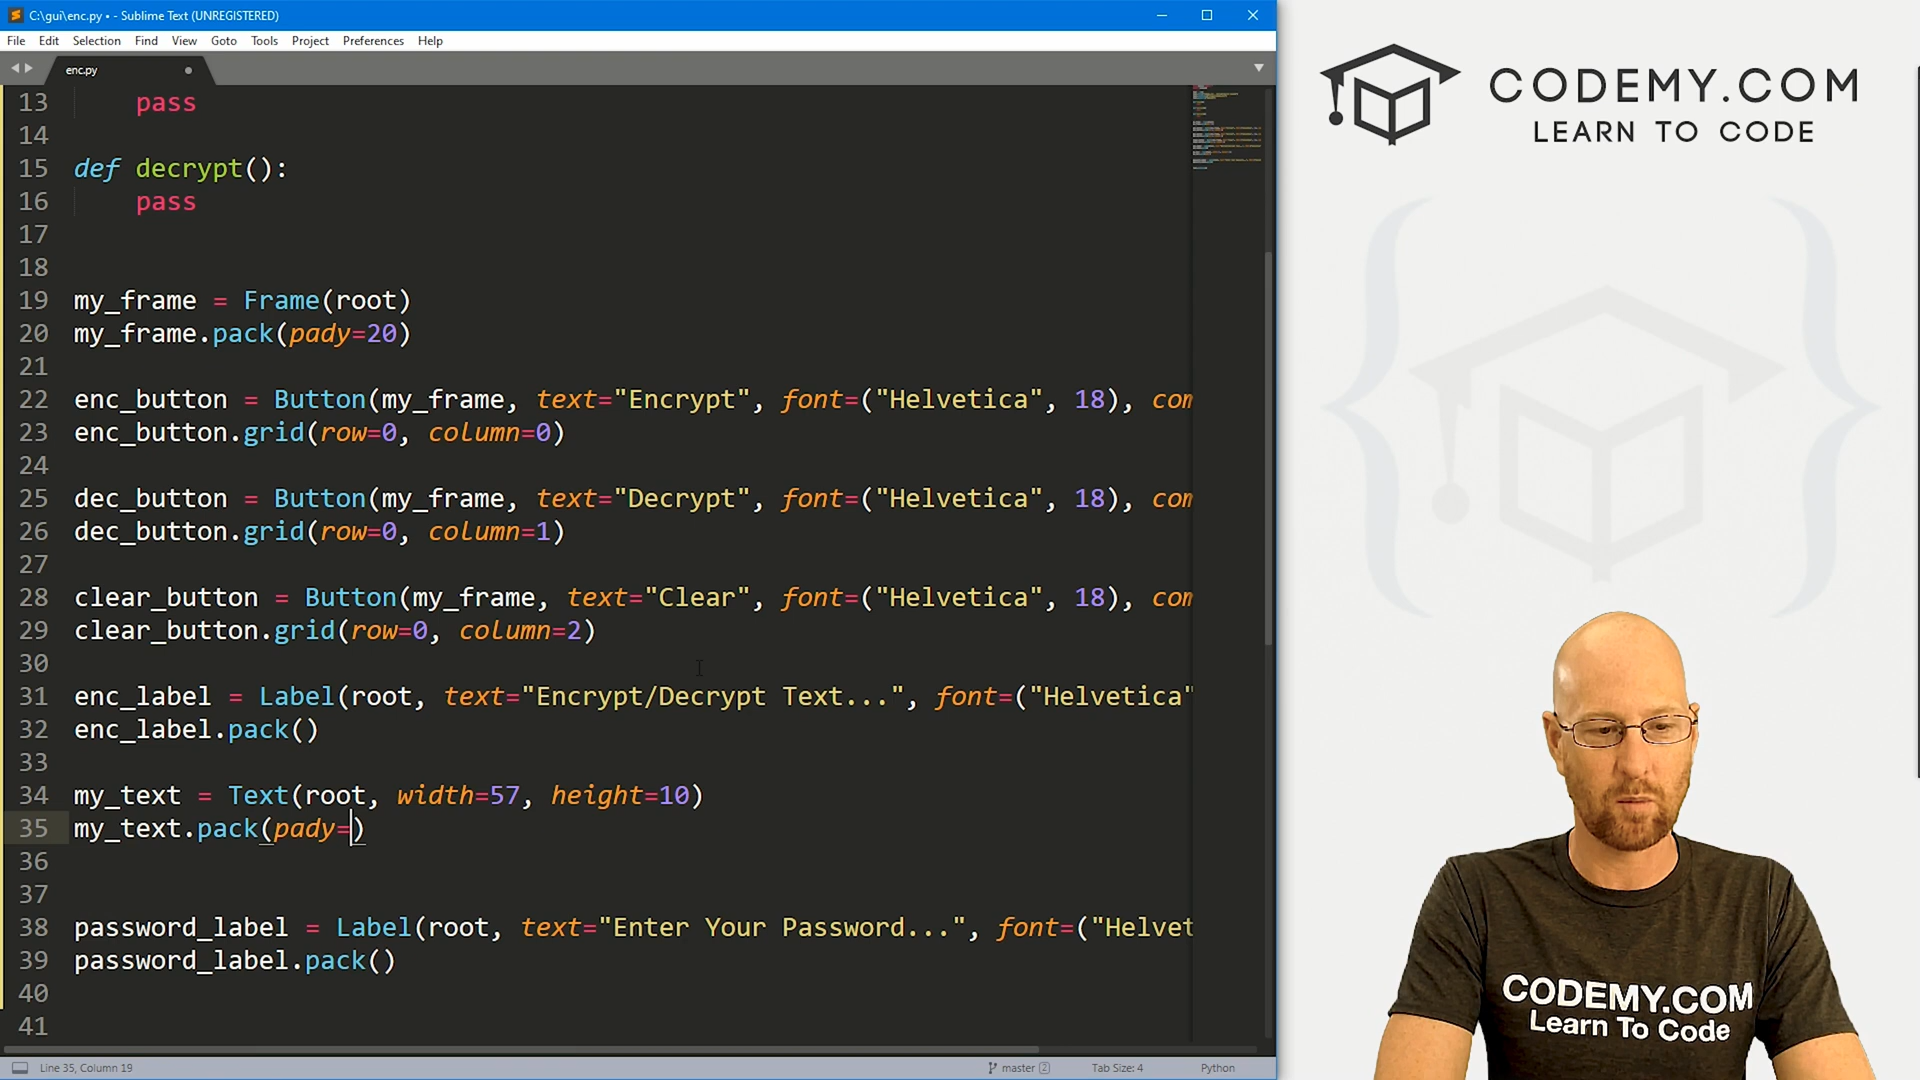 C:\gui\enc.py • - Sublime Text (UNREGISTERED)
File Edit Selection Find View Goto Tools Project Preferences Help
enc.py
13 pass
14
15 def decrypt():
16 pass
17
18
19 my_frame = Frame(root)
20 my_frame.pack(pady=20)
21
22 enc_button = Button(my_frame, text="Encrypt", font=("Helvetica", 18), com
23 enc_button.grid(row=0, column=0)
24
25 dec_button = Button(my_frame, text="Decrypt", font=("Helvetica", 18), com
26 dec_button.grid(row=0, column=1)
27
28 clear_button = Button(my_frame, text="Clear", font=("Helvetica", 18), com
29 clear_button.grid(row=0, column=2)
30
31 enc_label = Label(root, text="Encrypt/Decrypt Text...", font=("Helvetica"
32 enc_label.pack()
33
34 my_text = Text(root, width=57, height=10)
35 my_text.pack(pady=)
36
37
38 password_label = Label(root, text="Enter Your Password...", font=("Helvet
39 password_label.pack()
40
41
Line 35, Column 19
master 2
Tab Size: 4
Python
CODEMY.COM
LEARN TO CODE
CODEMY.COM
Learn To Code